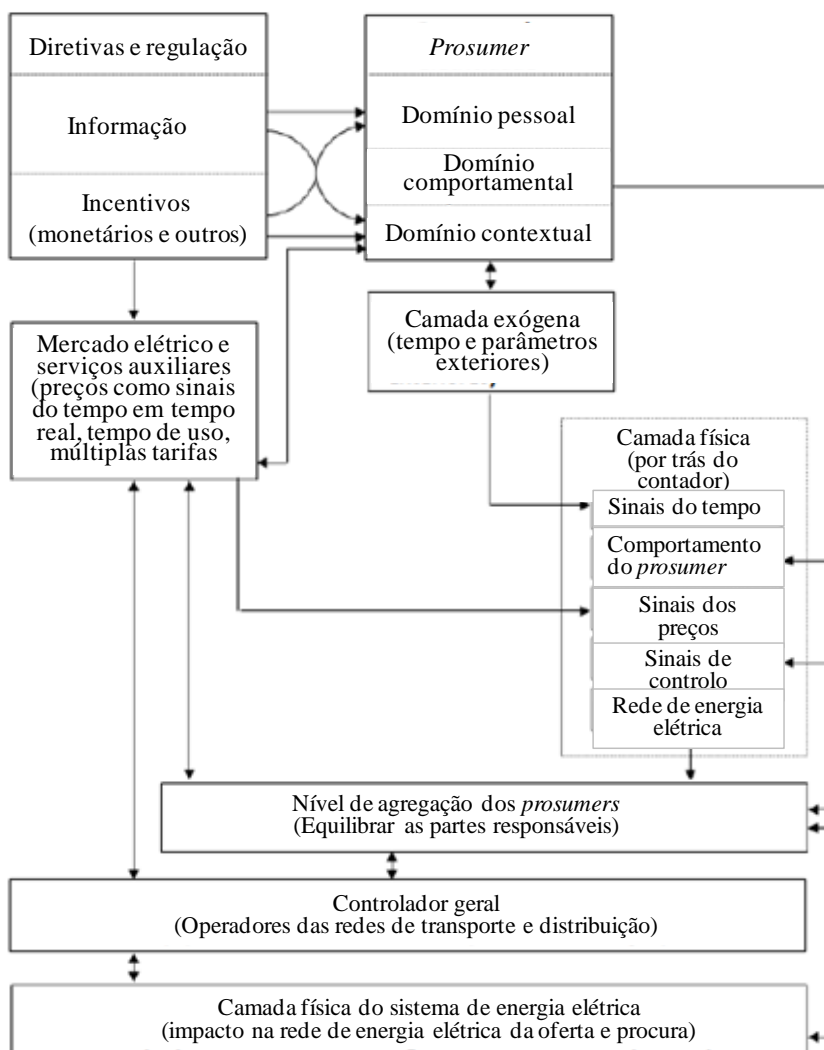 Diretivas e regulação
Informação
Incentivos
(monetários e outros)
Prosumer
Domínio pessoal
Domínio
comportamental
Domínio contextual
Mercado elétrico e
serviços auxiliares
(preços como sinais
do tempo em tempo
real, tempo de uso,
múltiplas tarifas
Camada exógena
(tempo e parâmetros
exteriores)
Camada física
(por trás do
contador)
Sinais do tempo
Comportamento
do prosumer
Sinais dos
preços
Sinais de
controlo
Rede de energia
elétrica
Nível de agregação dos prosumers
(Equilibrar as partes responsáveis)
Controlador geral
(Operadores das redes de transporte e distribuição)
Camada física do sistema de energia elétrica
(impacto na rede de energia elétrica da oferta e procura)